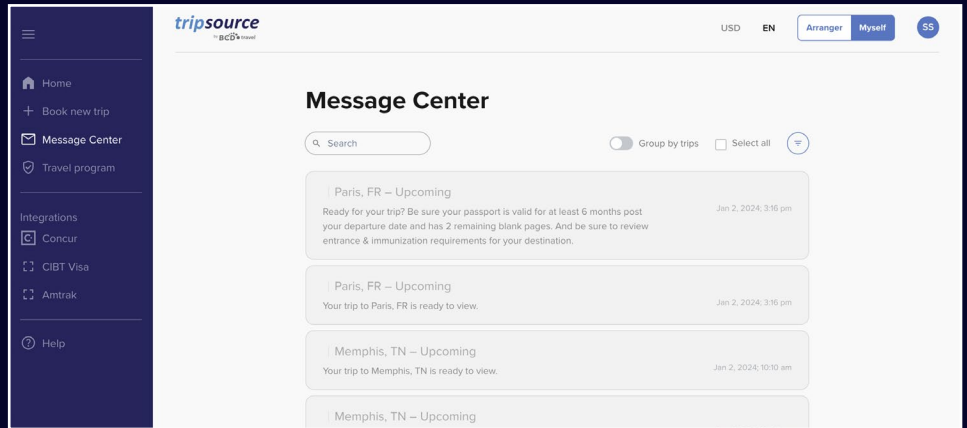 tripsource
by BCD travel
USD EN Arranger Myself SS
Home
Book new trip
Message Center
Travel program
Integrations
Concur
CIBT Visa
Amtrak
Help
Message Center
Search
Group by trips
Select all
Paris, FR – Upcoming
Ready for your trip? Be sure your passport is valid for at least 6 months post
your departure date and has 2 remaining blank pages. And be sure to review
entrance & immunization requirements for your destination.
Jan 2, 2024; 3:16 pm
Paris, FR – Upcoming
Your trip to Paris, FR is ready to view.
Jan 2, 2024; 3:16 pm
Memphis, TN – Upcoming
Your trip to Memphis, TN is ready to view.
Jan 2, 2024; 10:10 am
Memphis, TN – Upcoming